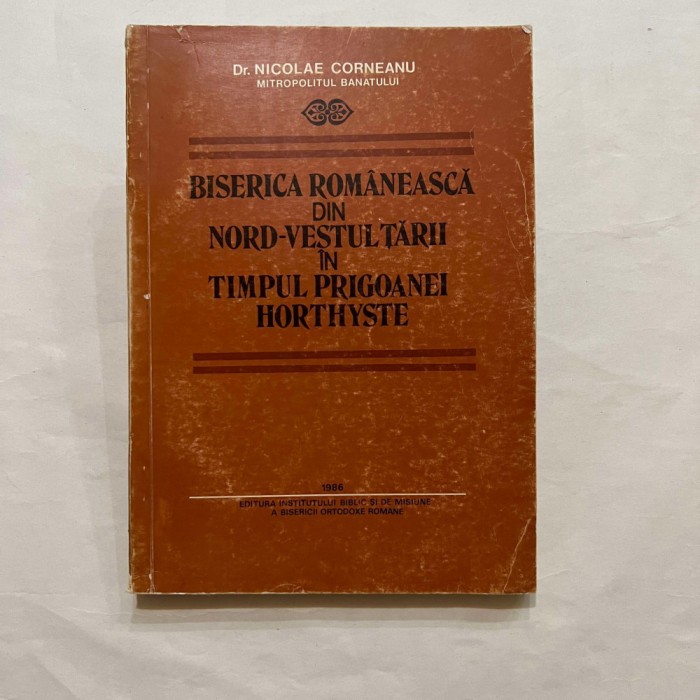 Dr. NICOLAE CORNEANU
MITROPOLITUL BANATULUI
BISERICA ROMÂNEASCĂ
DIN
NORD-VESTUL ȚĂRII
ÎN
TIMPUL PRIGOANEI
HORTHYSTE
1986
EDITURA INSTITUTULUI BIBLIC ȘI DE MISIUNE
A BISERICII ORTODOXE ROMÂNE